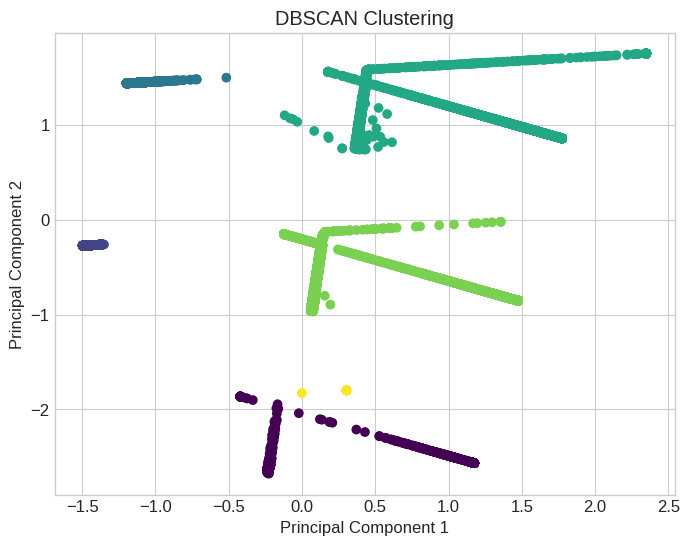 DBSCAN Clustering
Principal Component 2
1
0
−1
−2
−1.5 −1.0 −0.5 0.0 0.5 1.0 1.5 2.0 2.5
Principal Component 1